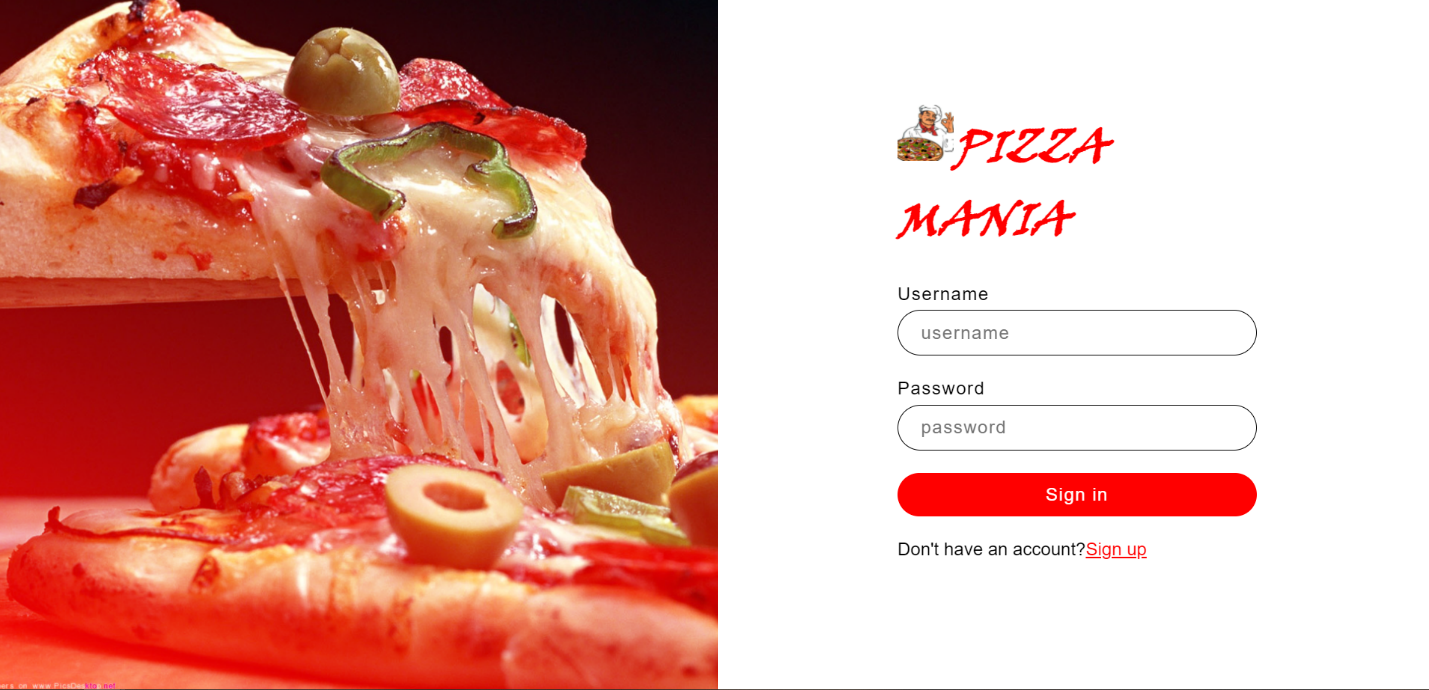 PIZZA
MANIA
Username
username
Password
password
Sign in
Don't have an account?Sign up